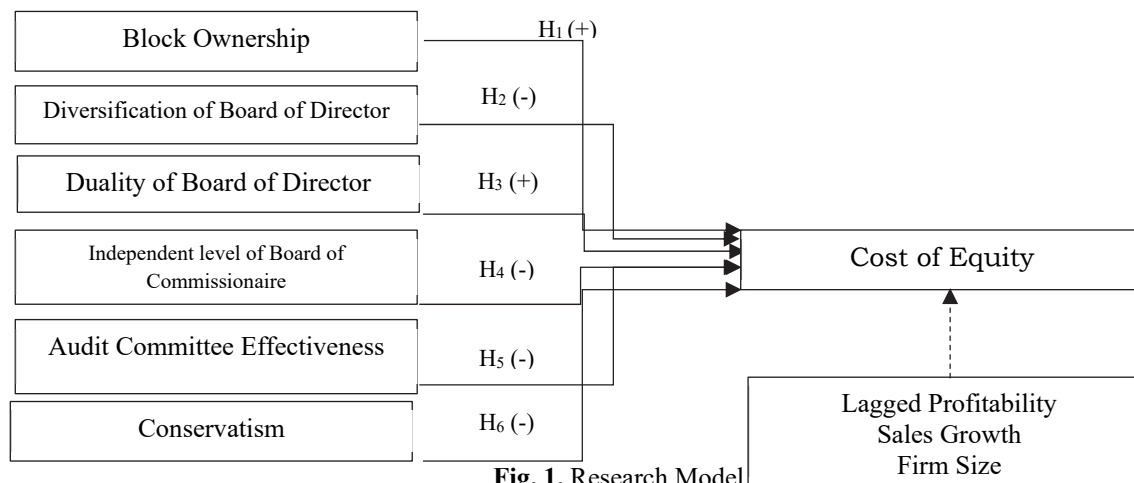 Block Ownership
H1 (+)
Diversification of Board of Director
H2 (-)
Duality of Board of Director
H3 (+)
Independent level of Board of
Commissionaire
H4 (-)
Cost of Equity
Audit Committee Effectiveness
H5 (-)
Conservatism
H6 (-)
Lagged Profitability
Sales Growth
Firm Size
Fig. 1. Research Model